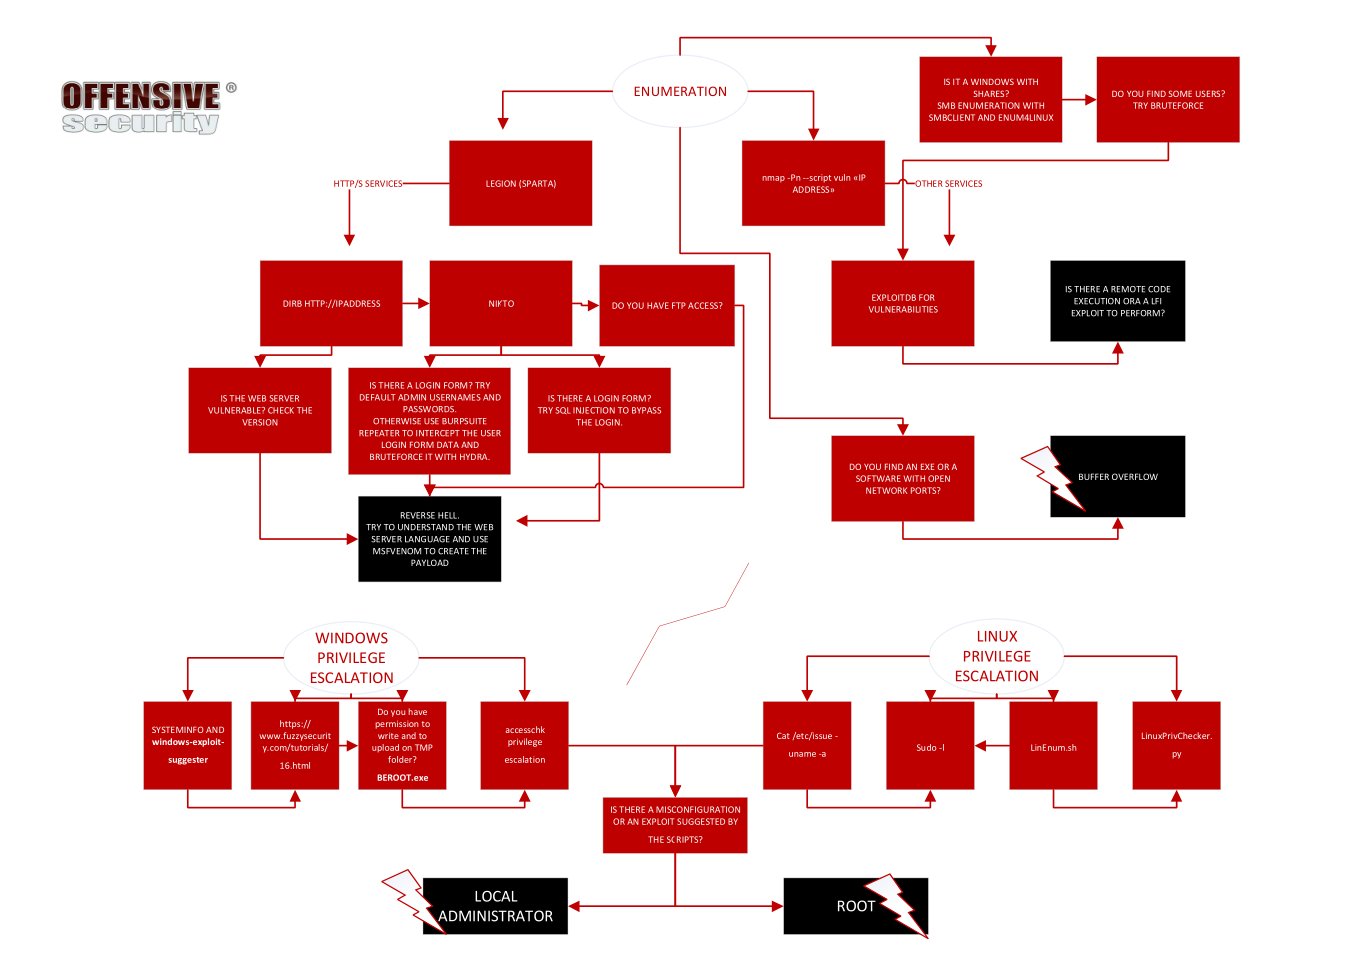 OFFENSIVE®
security
ENUMERATION
IS IT A WINDOWS WITH
SHARES?
SMB ENUMERATION WITH
SMBCLIENT AND ENUM4LINUX
DO YOU FIND SOME USERS?
TRY BRUTEFORCE
HTTP/S SERVICES
LEGION (SPARTA)
nmap -Pn --script vuln «IP
ADDRESS»
OTHER SERVICES
DIRB HTTP://IPADDRESS
NIKTO
DO YOU HAVE FTP ACCESS?
EXPLOITDB FOR
VULNERABILITIES
IS THERE A REMOTE CODE
EXECUTION ORA A LFI
EXPLOIT TO PERFORM?
IS THE WEB SERVER
VULNERABLE? CHECK THE
VERSION
IS THERE A LOGIN FORM? TRY
DEFAULT ADMIN USERNAMES AND
PASSWORDS.
OTHERWISE USE BURPSUITE
REPEATER TO INTERCEPT THE USER
LOGIN FORM DATA AND
BRUTEFORCE IT WITH HYDRA.
IS THERE A LOGIN FORM?
TRY SQL INJECTION TO BYPASS
THE LOGIN.
DO YOU FIND AN EXE OR A
SOFTWARE WITH OPEN
NETWORK PORTS?
BUFFER OVERFLOW
REVERSE HELL.
TRY TO UNDERSTAND THE WEB
SERVER LANGUAGE AND USE
MSFVENOM TO CREATE THE
PAYLOAD
WINDOWS
PRIVILEGE
ESCALATION
LINUX
PRIVILEGE
ESCALATION
SYSTEMINFO AND
windows-exploit-
suggester
https://
www.fuzzysecurit
y.com/tutorials/
16.html
Do you have
permission to
write and to
upload on TMP
folder?
BEROOT.exe
accesschk
privilege
escalation
Cat /etc/issue -
uname -a
Sudo -l
LinEnum.sh
LinuxPrivChecker.
py
IS THERE A MISCONFIGURATION
OR AN EXPLOIT SUGGESTED BY
THE SCRIPTS?
LOCAL
ADMINISTRATOR
ROOT